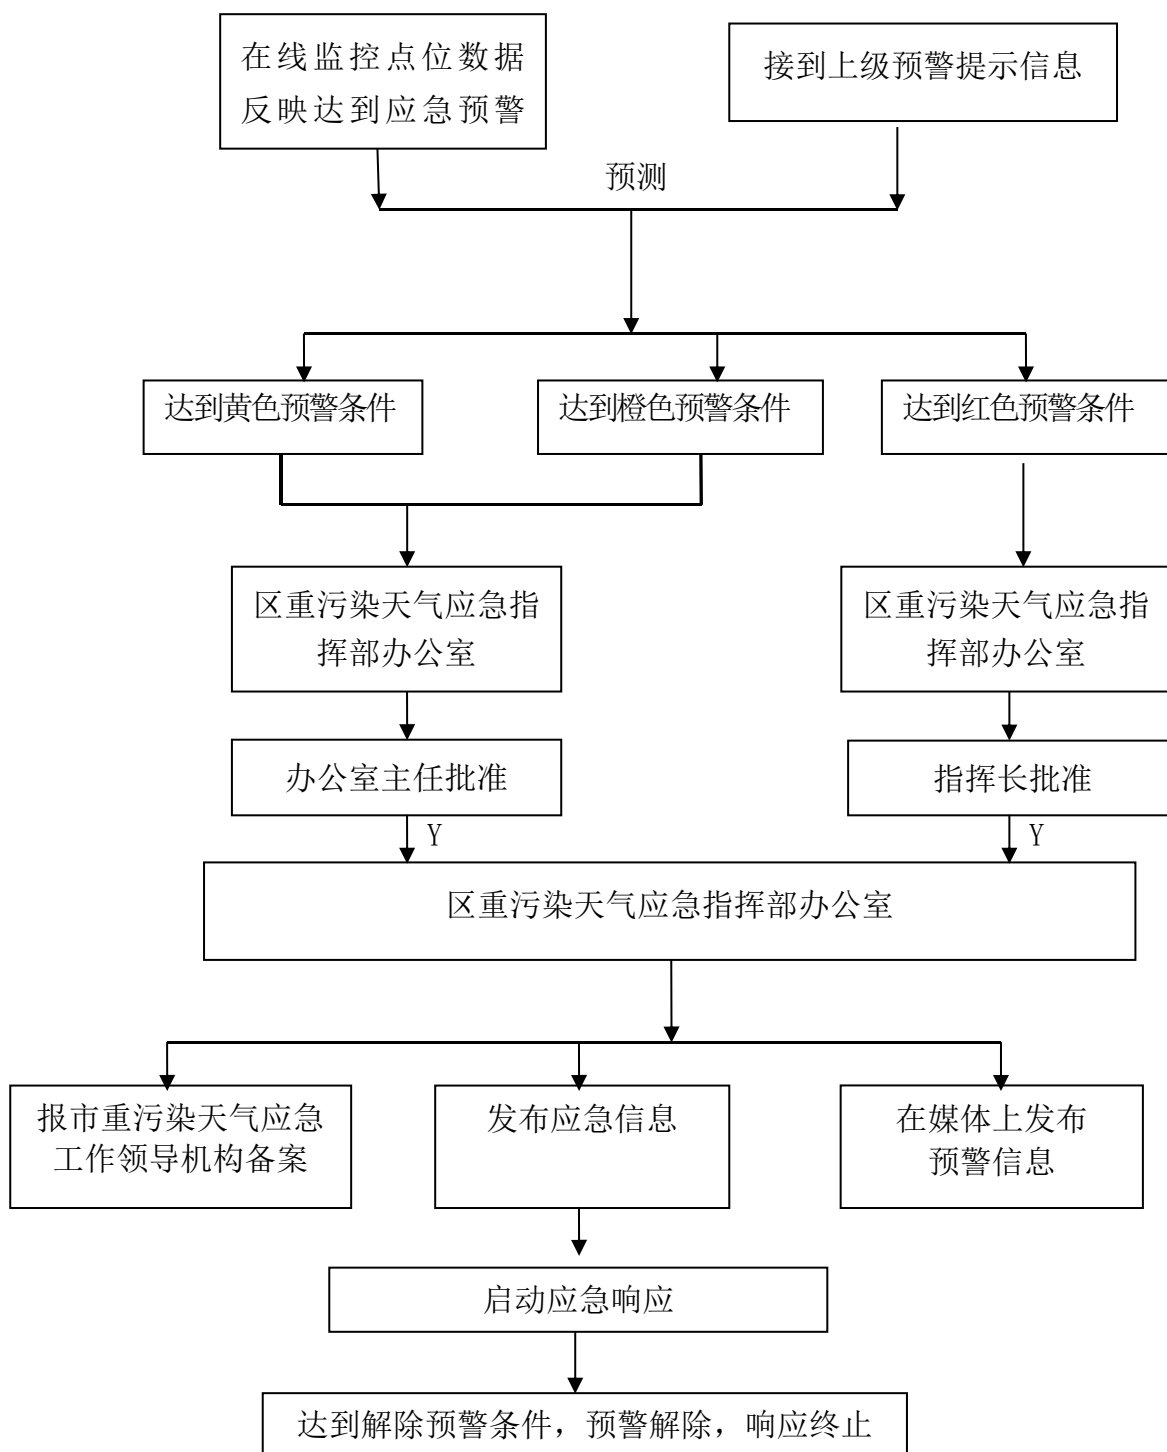 在线监控点位数据
反映达到应急预警
接到上级预警提示信息
预测
达到黄色预警条件
达到橙色预警条件
达到红色预警条件
区重污染天气应急指
挥部办公室
区重污染天气应急指
挥部办公室
办公室主任批准
指挥长批准
Y
Y
区重污染天气应急指挥部办公室
报市重污染天气应急
工作领导机构备案
发布应急信息
在媒体上发布
预警信息
启动应急响应
达到解除预警条件，预警解除，响应终止